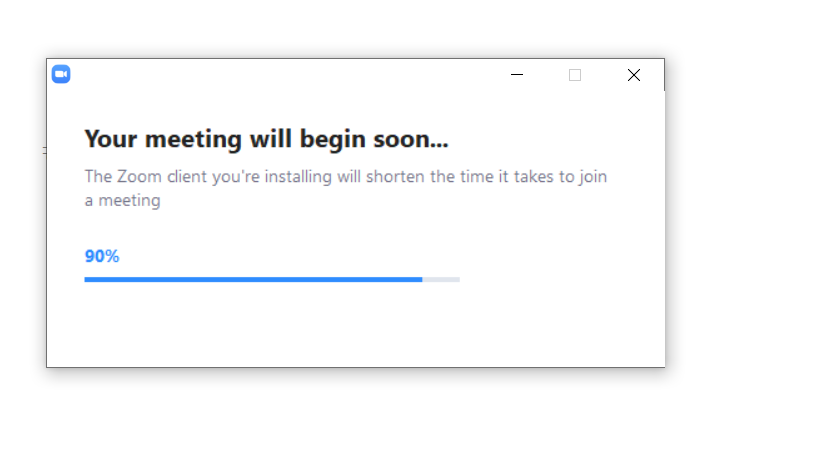 Your meeting will begin soon...
The Zoom client you're installing will shorten the time it takes to join
a meeting
90%